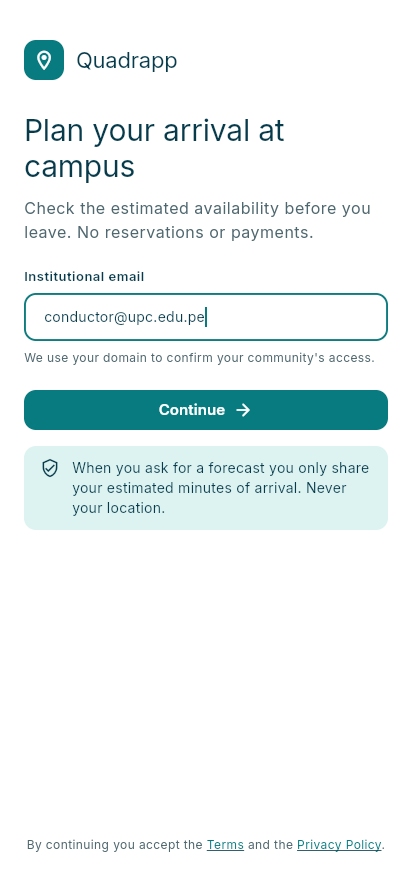 Quadrapp
Plan your arrival at
campus
Check the estimated availability before you
leave. No reservations or payments.
Institutional email
conductor@upc.edu.pe
We use your domain to confirm your community's access.
Continue
When you ask for a forecast you only share
your estimated minutes of arrival. Never
your location.
By continuing you accept the Terms and the Privacy Policy.